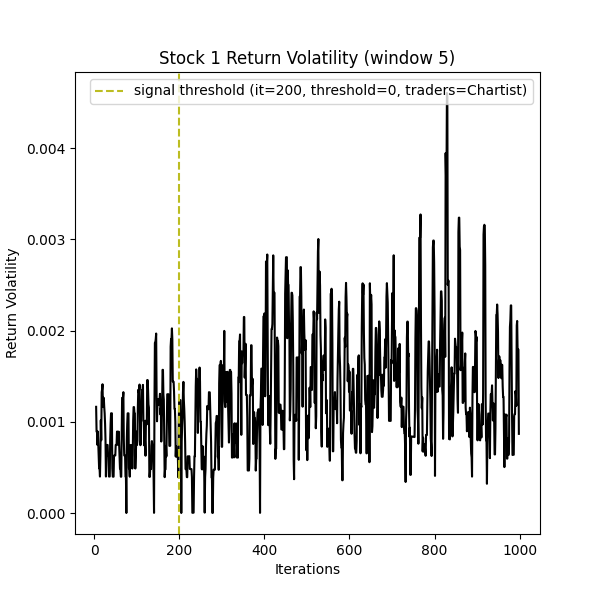 Stock 1 Return Volatility (window 5)
signal threshold (it=200, threshold=0, traders=Chartist)
Return Volatility
0.004
0.003
0.002
0.001
0.000
0
200
400
600
800
1000
Iterations